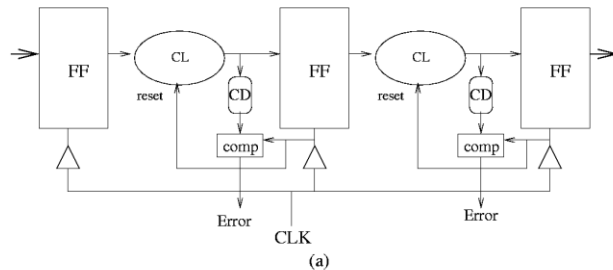 FF
CL
FF
CL
FF
reset
CD
reset
CD
comp
comp
Error
Error
CLK
(a)